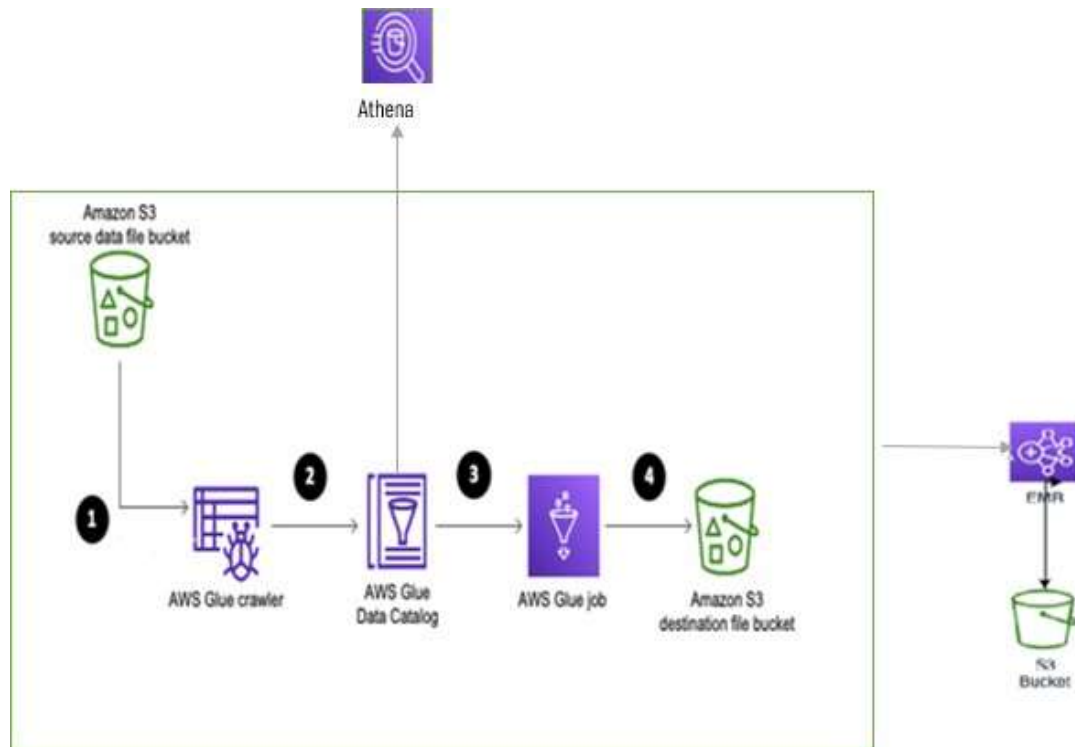 Athena
Amazon S3
source data file bucket
1
2
3
4
AWS Glue crawler
AWS Glue
Data Catalog
AWS Glue job
Amazon S3
destination file bucket
EMR
S3
Bucket